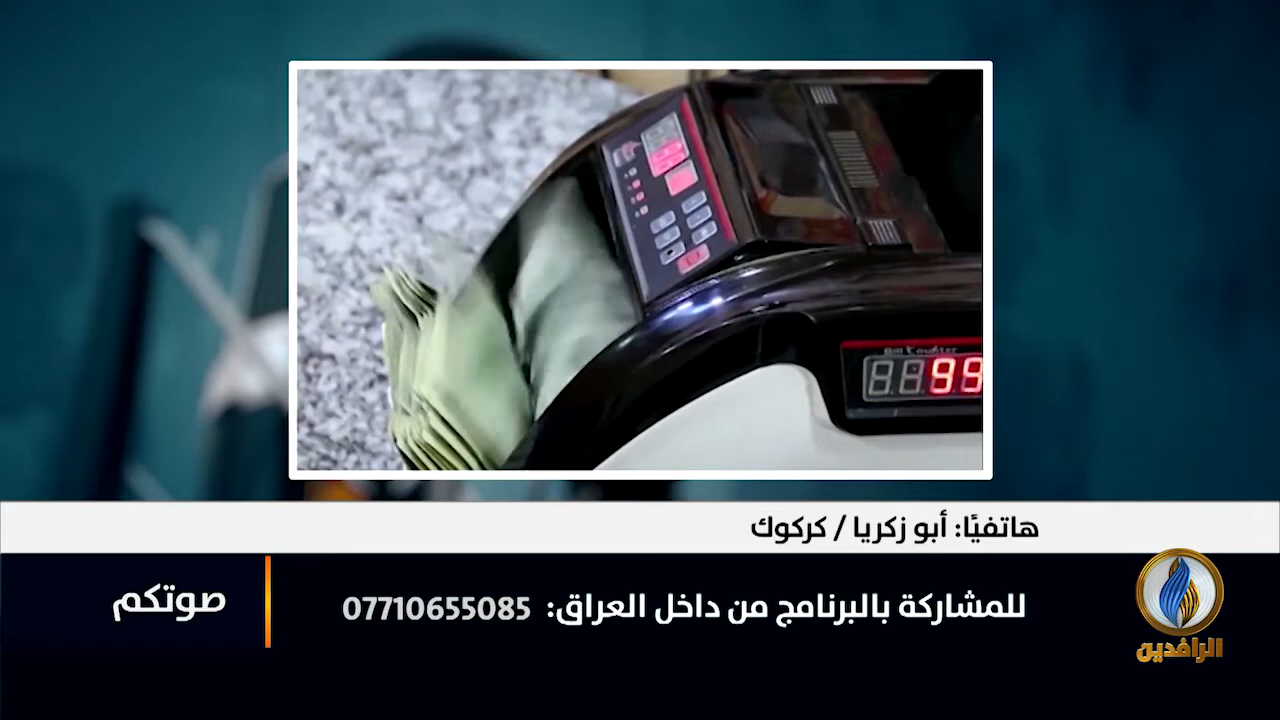 Bill Counter
99
هاتفيًا: أبو زكريا / كركوك
للمشاركة بالبرنامج من داخل العراق: 07710655085
صوتكم
الرافدين